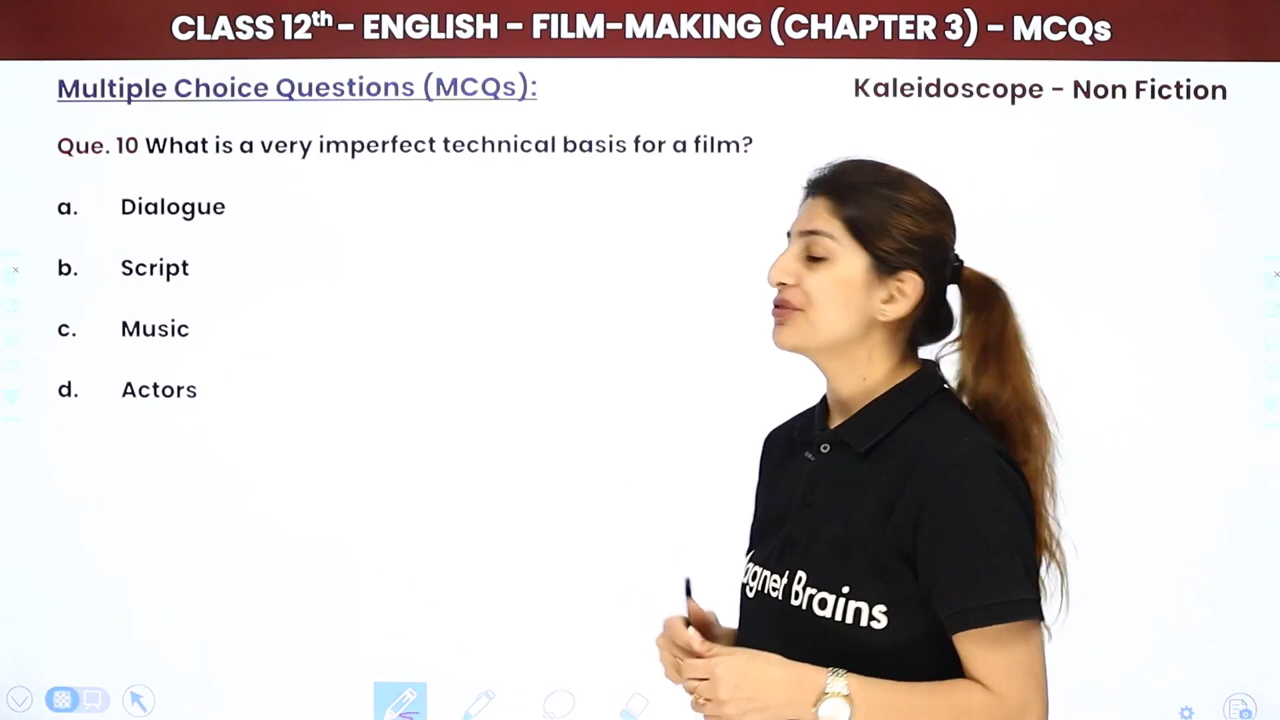 CLASS 12th - ENGLISH - FILM-MAKING (CHAPTER 3) - MCQs
Multiple Choice Questions (MCQs):
Kaleidoscope - Non Fiction
Que. 10 What is a very imperfect technical basis for a film?
a. Dialogue
b. Script
c. Music
d. Actors
agnet Brains